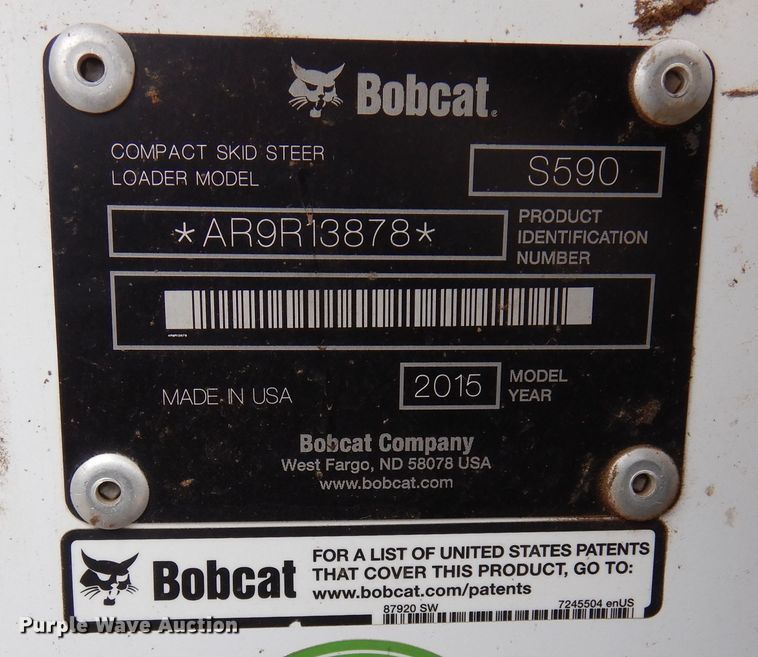 Bobcat®
COMPACT SKID STEER
LOADER MODEL
S590
*AR9R13878*
PRODUCT
IDENTIFICATION
NUMBER
AR9R13878
MADE IN USA
2015
MODEL
YEAR
Bobcat Company
West Fargo, ND 58078 USA
www.bobcat.com
Bobcat
FOR A LIST OF UNITED STATES PATENTS
THAT COVER THIS PRODUCT, GO TO:
www.bobcat.com/patents
87920 SW
7245504 enUS
Purple Wave Auction